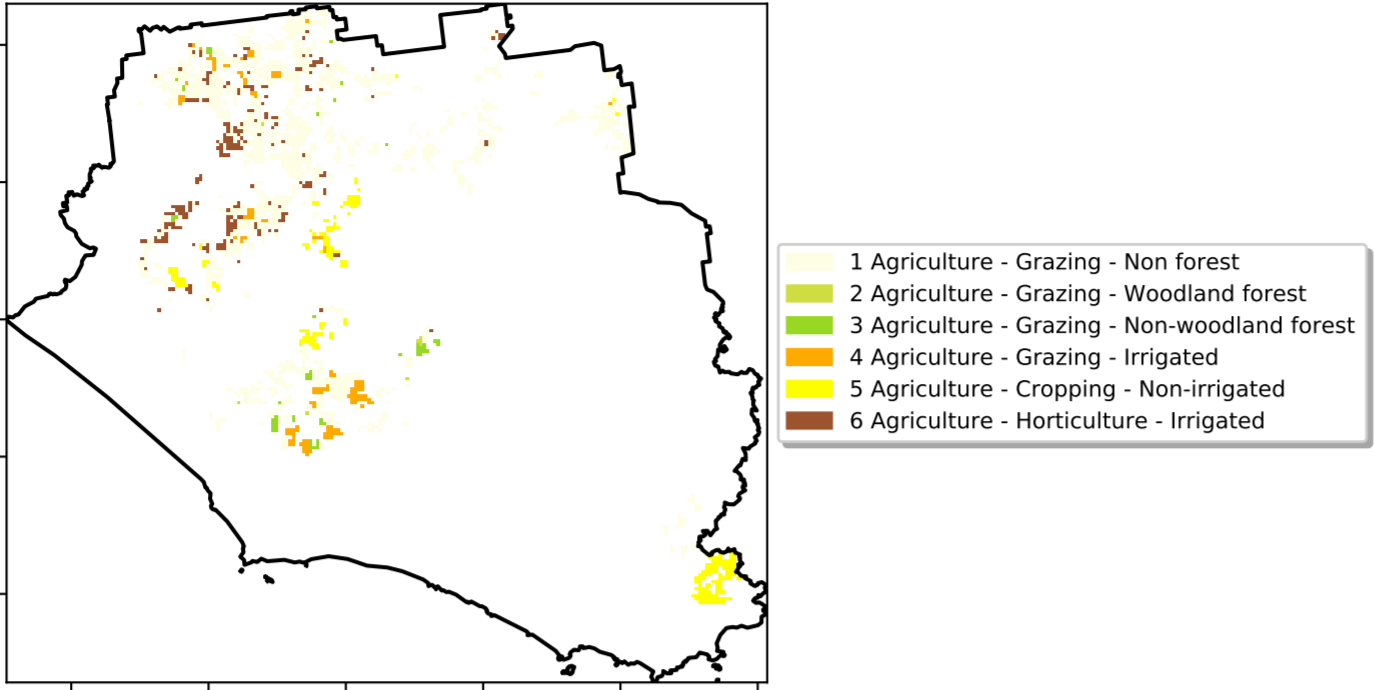 1 Agriculture - Grazing - Non forest
2 Agriculture - Grazing - Woodland forest
3 Agriculture - Grazing - Non-woodland forest
4 Agriculture - Grazing - Irrigated
5 Agriculture - Cropping - Non-irrigated
6 Agriculture - Horticulture - Irrigated